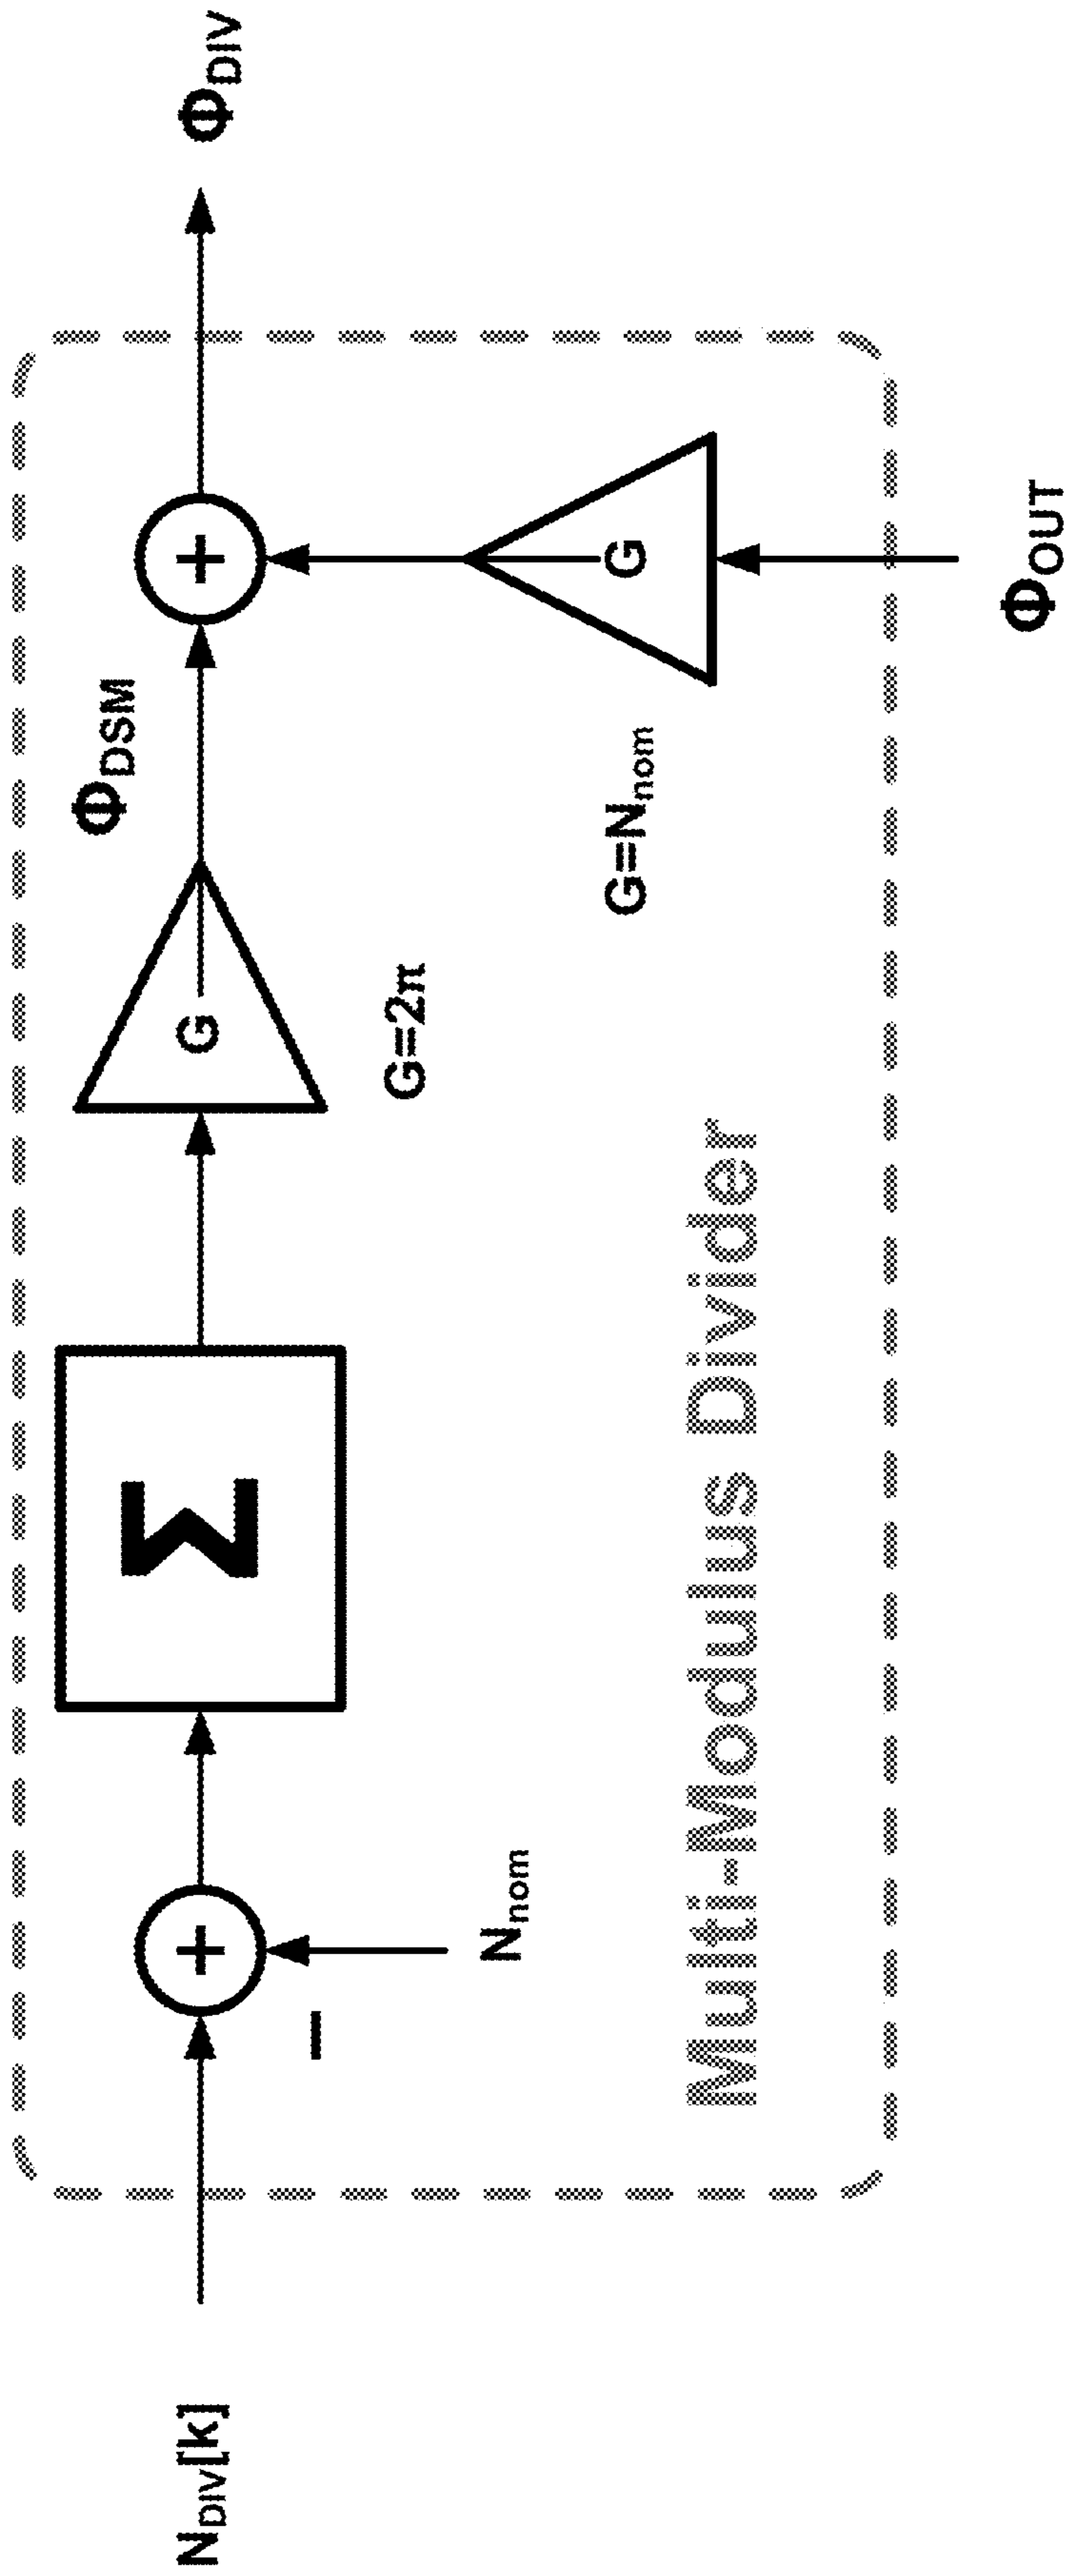 N_DIV[k]
+
−
N_nom
Σ
G
G=2π
Φ_DSM
+
G
G=N_nom
Φ_OUT
Φ_DIV
Multi-Modulus Divider